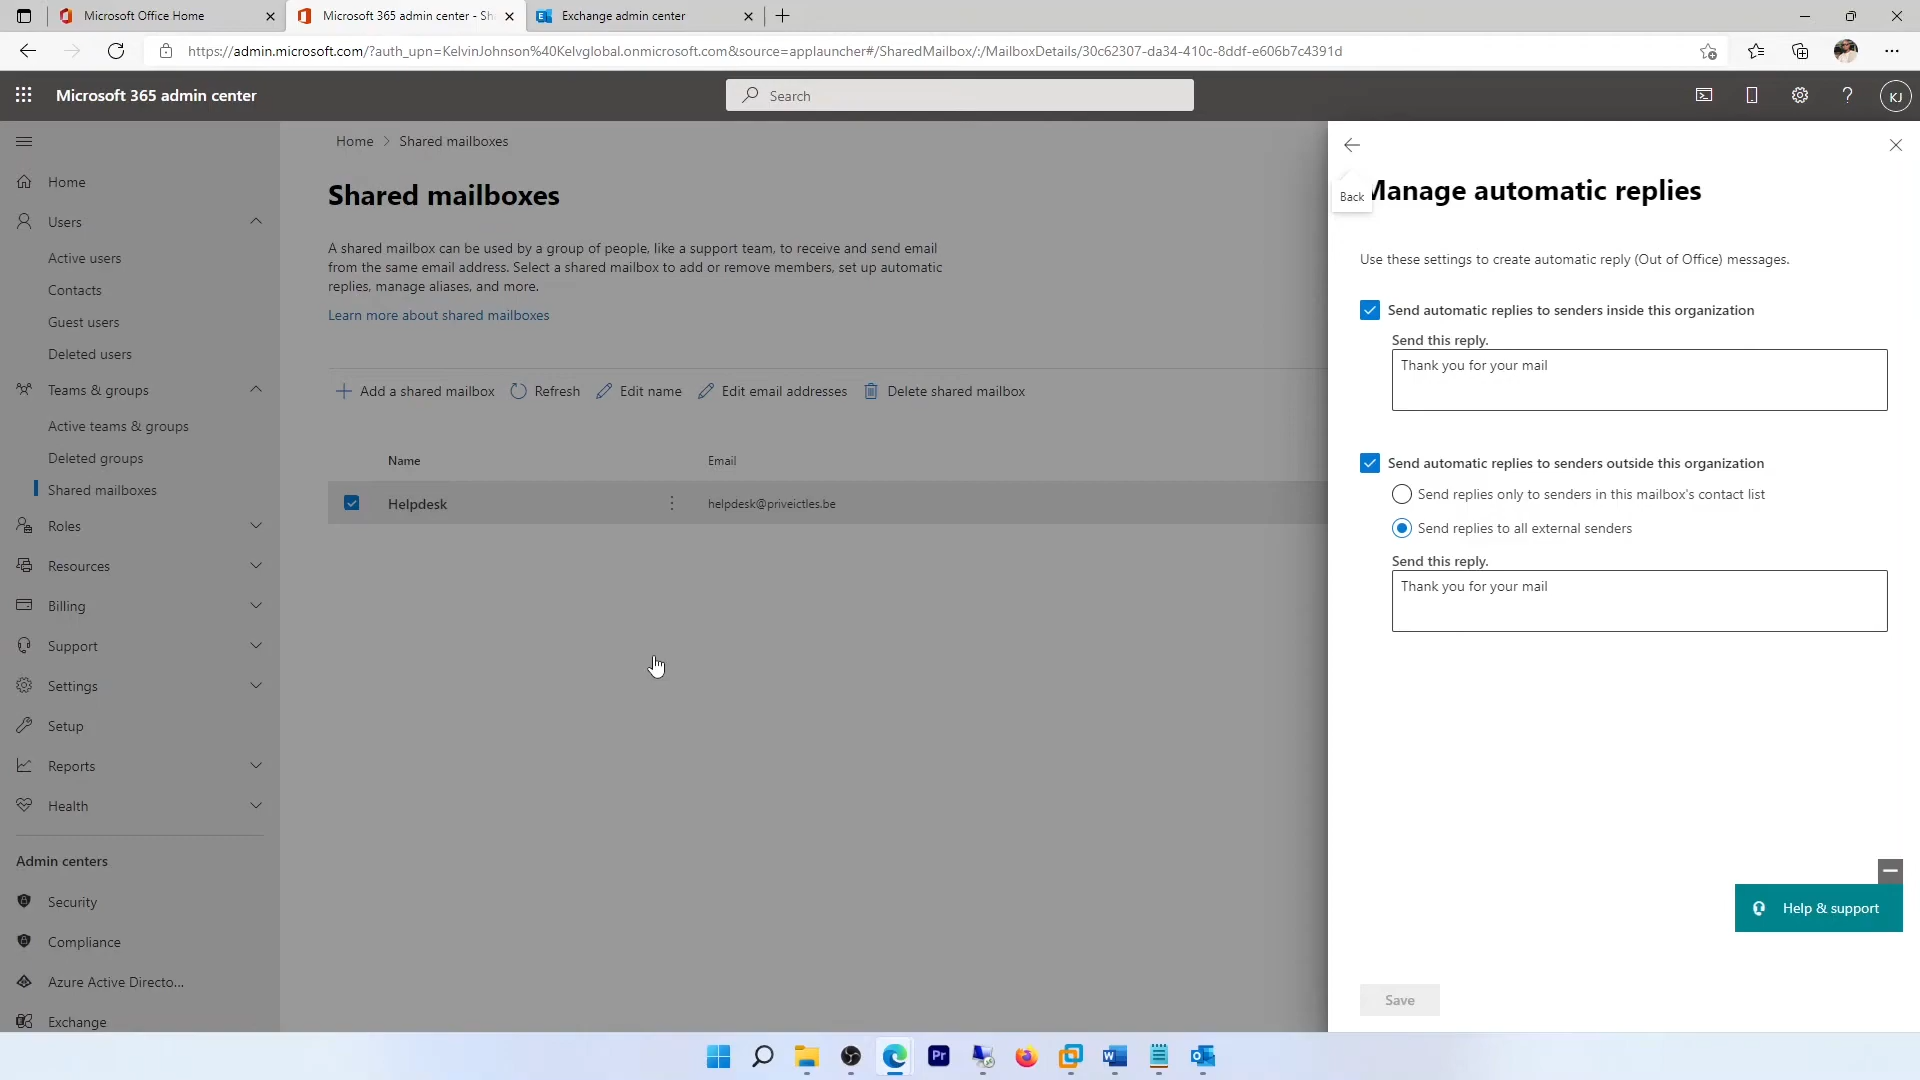 Microsoft Office Home
Microsoft 365 admin center - Sh
Exchange admin center
https://admin.microsoft.com/?auth_upn=KelvinJohnson%40Kelvglobal.onmicrosoft.com&source=applauncher#/SharedMailbox/:/MailboxDetails/30c62307-da34-410c-8ddf-e606b7c4391d
Microsoft 365 admin center
Search
KJ
Home
Users
Active users
Contacts
Guest users
Deleted users
Teams & groups
Active teams & groups
Deleted groups
Shared mailboxes
Roles
Resources
Billing
Support
Settings
Setup
Reports
Health
Admin centers
Security
Compliance
Azure Active Directo...
Exchange
Home > Shared mailboxes
Shared mailboxes
A shared mailbox can be used by a group of people, like a support team, to receive and send email
from the same email address. Select a shared mailbox to add or remove members, set up automatic
replies, manage aliases, and more.
Learn more about shared mailboxes
Add a shared mailbox
Refresh
Edit name
Edit email addresses
Delete shared mailbox
Name
Email
Helpdesk
helpdesk@priveictles.be
Back
Manage automatic replies
Use these settings to create automatic reply (Out of Office) messages.
Send automatic replies to senders inside this organization
Send this reply.
Thank you for your mail
Send automatic replies to senders outside this organization
Send replies only to senders in this mailbox's contact list
Send replies to all external senders
Send this reply.
Thank you for your mail
Help & support
Save
Pr